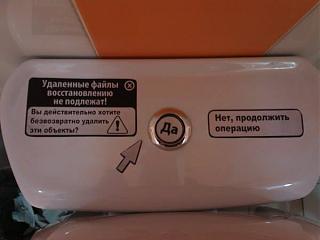 Удаленные файлы
восстановлению
не подлежат!
Вы действительно хотите
безвозвратно удалить
эти объекты?
Да
Нет, продолжить
операцию